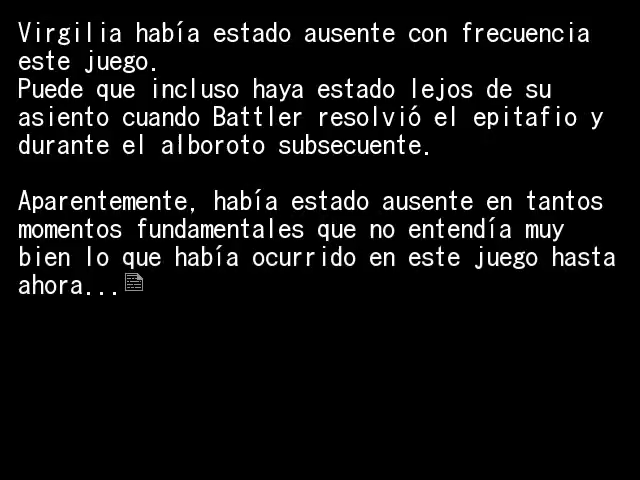 Virgilia había estado ausente con frecuencia
este juego.
Puede que incluso haya estado lejos de su
asiento cuando Battler resolvió el epitafio y
durante el alboroto subsecuente.
Aparentemente, había estado ausente en tantos
momentos fundamentales que no entendía muy
bien lo que había ocurrido en este juego hasta
ahora...